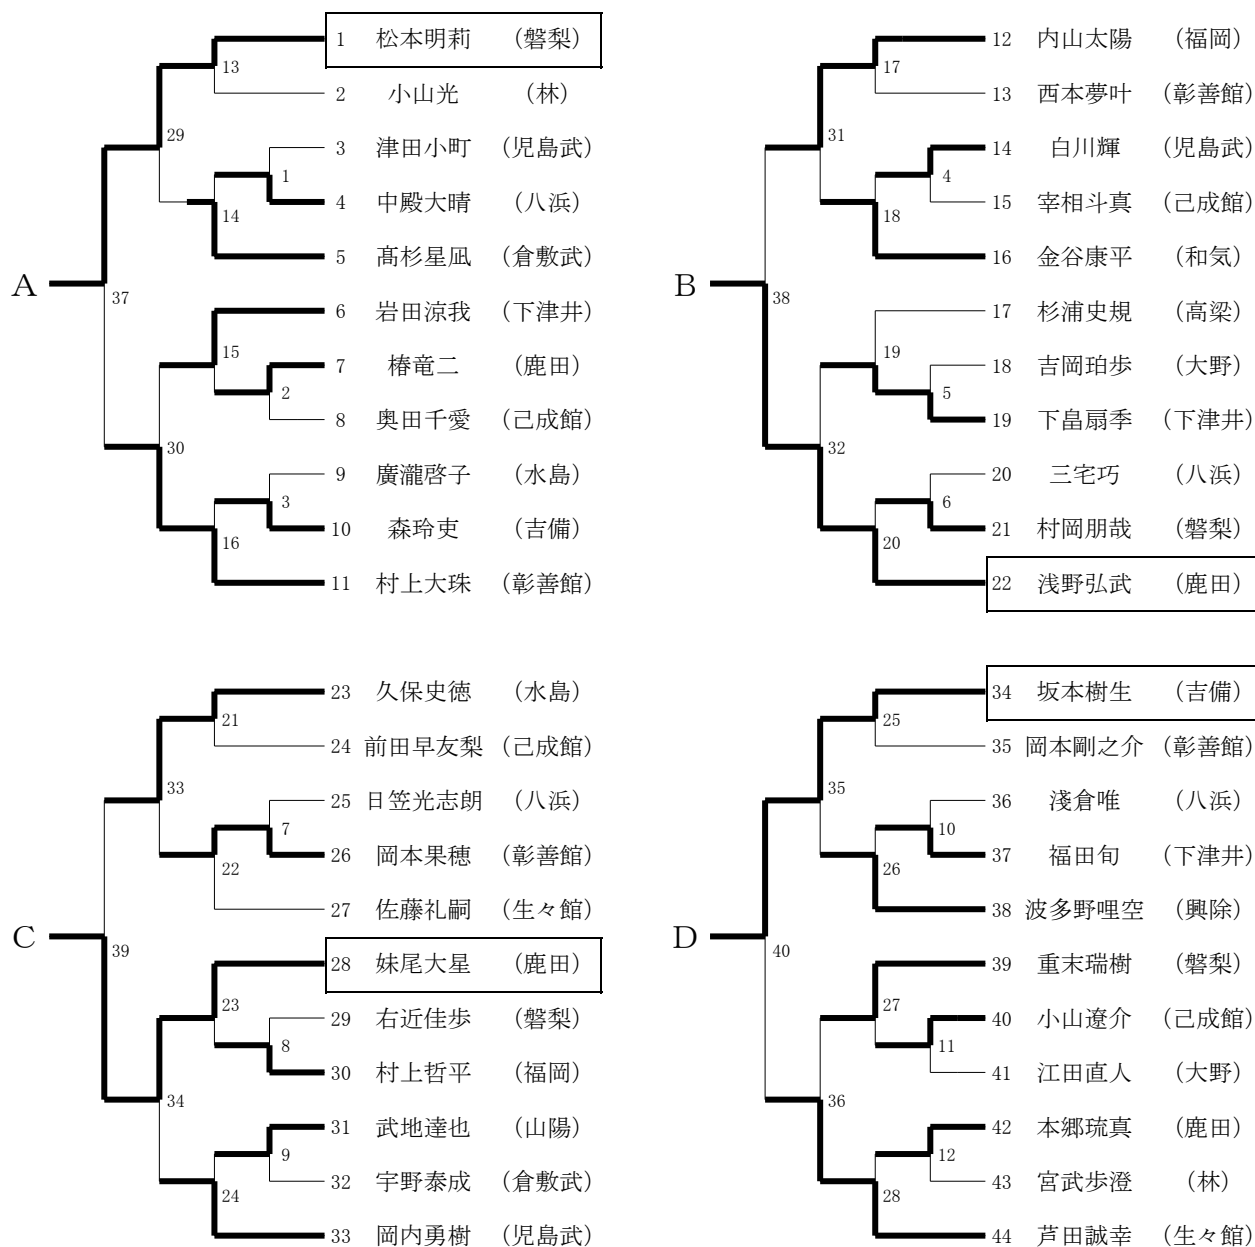 A
1 松本明莉 （磐梨）
13
2 小山光 （林）
29
3 津田小町 （児島武）
1
4 中殿大晴 （八浜）
14
5 髙杉星凪 （倉敷武）
37
6 岩田涼我 （下津井）
15
7 椿竜二 （鹿田）
2
8 奥田千愛 （己成館）
30
9 廣瀧啓子 （水島）
3
10 森玲吏 （吉備）
16
11 村上大珠 （彰善館）
B
12 内山太陽 （福岡）
17
13 西本夢叶 （彰善館）
31
14 白川輝 （児島武）
4
15 宰相斗真 （己成館）
18
16 金谷康平 （和気）
38
17 杉浦史規 （高梁）
19
18 吉岡珀歩 （大野）
5
19 下畠扇季 （下津井）
32
20 三宅巧 （八浜）
6
21 村岡朋哉 （磐梨）
20
22 浅野弘武 （鹿田）
C
23 久保史徳 （水島）
21
24 前田早友梨 （己成館）
33
25 日笠光志朗 （八浜）
7
26 岡本果穂 （彰善館）
22
27 佐藤礼嗣 （生々館）
39
28 妹尾大星 （鹿田）
23
29 右近佳歩 （磐梨）
8
30 村上哲平 （福岡）
34
31 武地達也 （山陽）
9
32 宇野泰成 （倉敷武）
24
33 岡内勇樹 （児島武）
D
34 坂本樹生 （吉備）
25
35 岡本剛之介 （彰善館）
35
36 淺倉唯 （八浜）
10
37 福田旬 （下津井）
26
38 波多野哩空 （興除）
40
39 重末瑞樹 （磐梨）
27
40 小山遼介 （己成館）
11
41 江田直人 （大野）
36
42 本郷琉真 （鹿田）
12
43 宮武歩澄 （林）
28
44 芦田誠幸 （生々館）